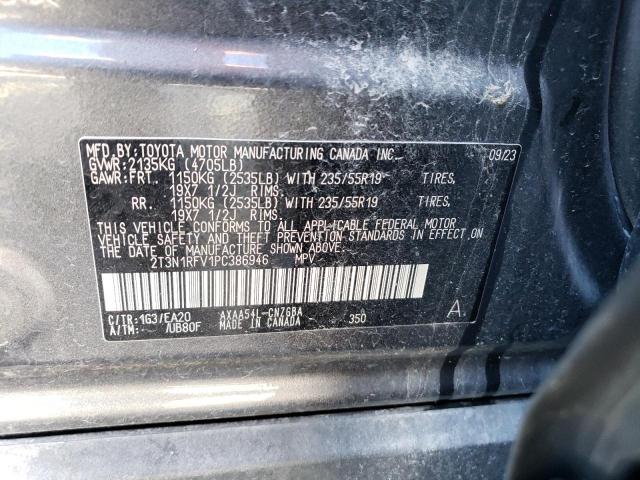 MFD.BY:TOYOTA MOTOR MANUFACTURING CANADA INC. 09/23
GVWR:2135KG (4705LB)
GAWR:FRT. 1150KG (2535LB) WITH 235/55R19 TIRES,
19X7 1/2J RIMS.
RR. 1150KG (2535LB) WITH 235/55R19 TIRES,
19X7 1/2J RIMS.
THIS VEHICLE CONFORMS TO ALL APPLICABLE FEDERAL MOTOR
VEHICLE SAFETY AND THEFT PREVENTION STANDARDS IN EFFECT ON
THE DATE OF MANUFACTURE SHOWN ABOVE.
2T3N1RFV1PC386946 MPV
C/TR:1G3/EA20 AXAA54L-CNZGBA 350 A
A/TM: /UB80F MADE IN CANADA